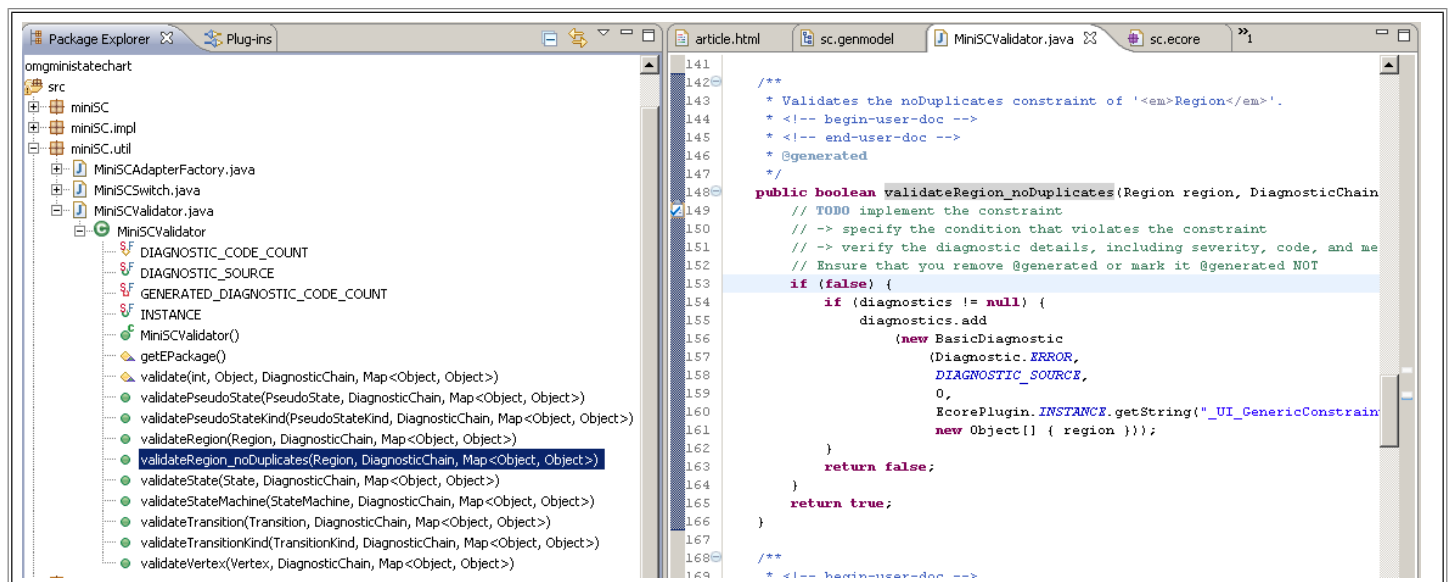 Package Explorer
Plug-ins
omgministatechart
src
miniSC
miniSC.impl
miniSC.util
MiniSCAdapterFactory.java
MiniSCSwitch.java
MiniSCValidator.java
MiniSCValidator
DIAGNOSTIC_CODE_COUNT
DIAGNOSTIC_SOURCE
GENERATED_DIAGNOSTIC_CODE_COUNT
INSTANCE
MiniSCValidator()
getEPackage()
validate(int, Object, DiagnosticChain, Map<Object, Object>)
validatePseudoState(PseudoState, DiagnosticChain, Map<Object, Object>)
validatePseudoStateKind(PseudoStateKind, DiagnosticChain, Map<Object, Object>)
validateRegion(Region, DiagnosticChain, Map<Object, Object>)
validateRegion_noDuplicates(Region, DiagnosticChain, Map<Object, Object>)
validateState(State, DiagnosticChain, Map<Object, Object>)
validateStateMachine(StateMachine, DiagnosticChain, Map<Object, Object>)
validateTransition(Transition, DiagnosticChain, Map<Object, Object>)
validateTransitionKind(TransitionKind, DiagnosticChain, Map<Object, Object>)
validateVertex(Vertex, DiagnosticChain, Map<Object, Object>)
article.html
sc.genmodel
MiniSCValidator.java
sc.ecore
»1
141
142 /**
143 * Validates the noDuplicates constraint of '<em>Region</em>'.
144 * <!-- begin-user-doc -->
145 * <!-- end-user-doc -->
146 * @generated
147 */
148 public boolean validateRegion_noDuplicates(Region region, DiagnosticChain
149 // TODO implement the constraint
150 // -> specify the condition that violates the constraint
151 // -> verify the diagnostic details, including severity, code, and me
152 // Ensure that you remove @generated or mark it @generated NOT
153 if (false) {
154 if (diagnostics != null) {
155 diagnostics.add
156 (new BasicDiagnostic
157 (Diagnostic.ERROR,
158 DIAGNOSTIC_SOURCE,
159 0,
160 EcorePlugin.INSTANCE.getString("_UI_GenericConstrain
161 new Object[] { region }));
162 }
163 return false;
164 }
165 return true;
166 }
167
168 /**
169 * <!-- begin-user-doc -->